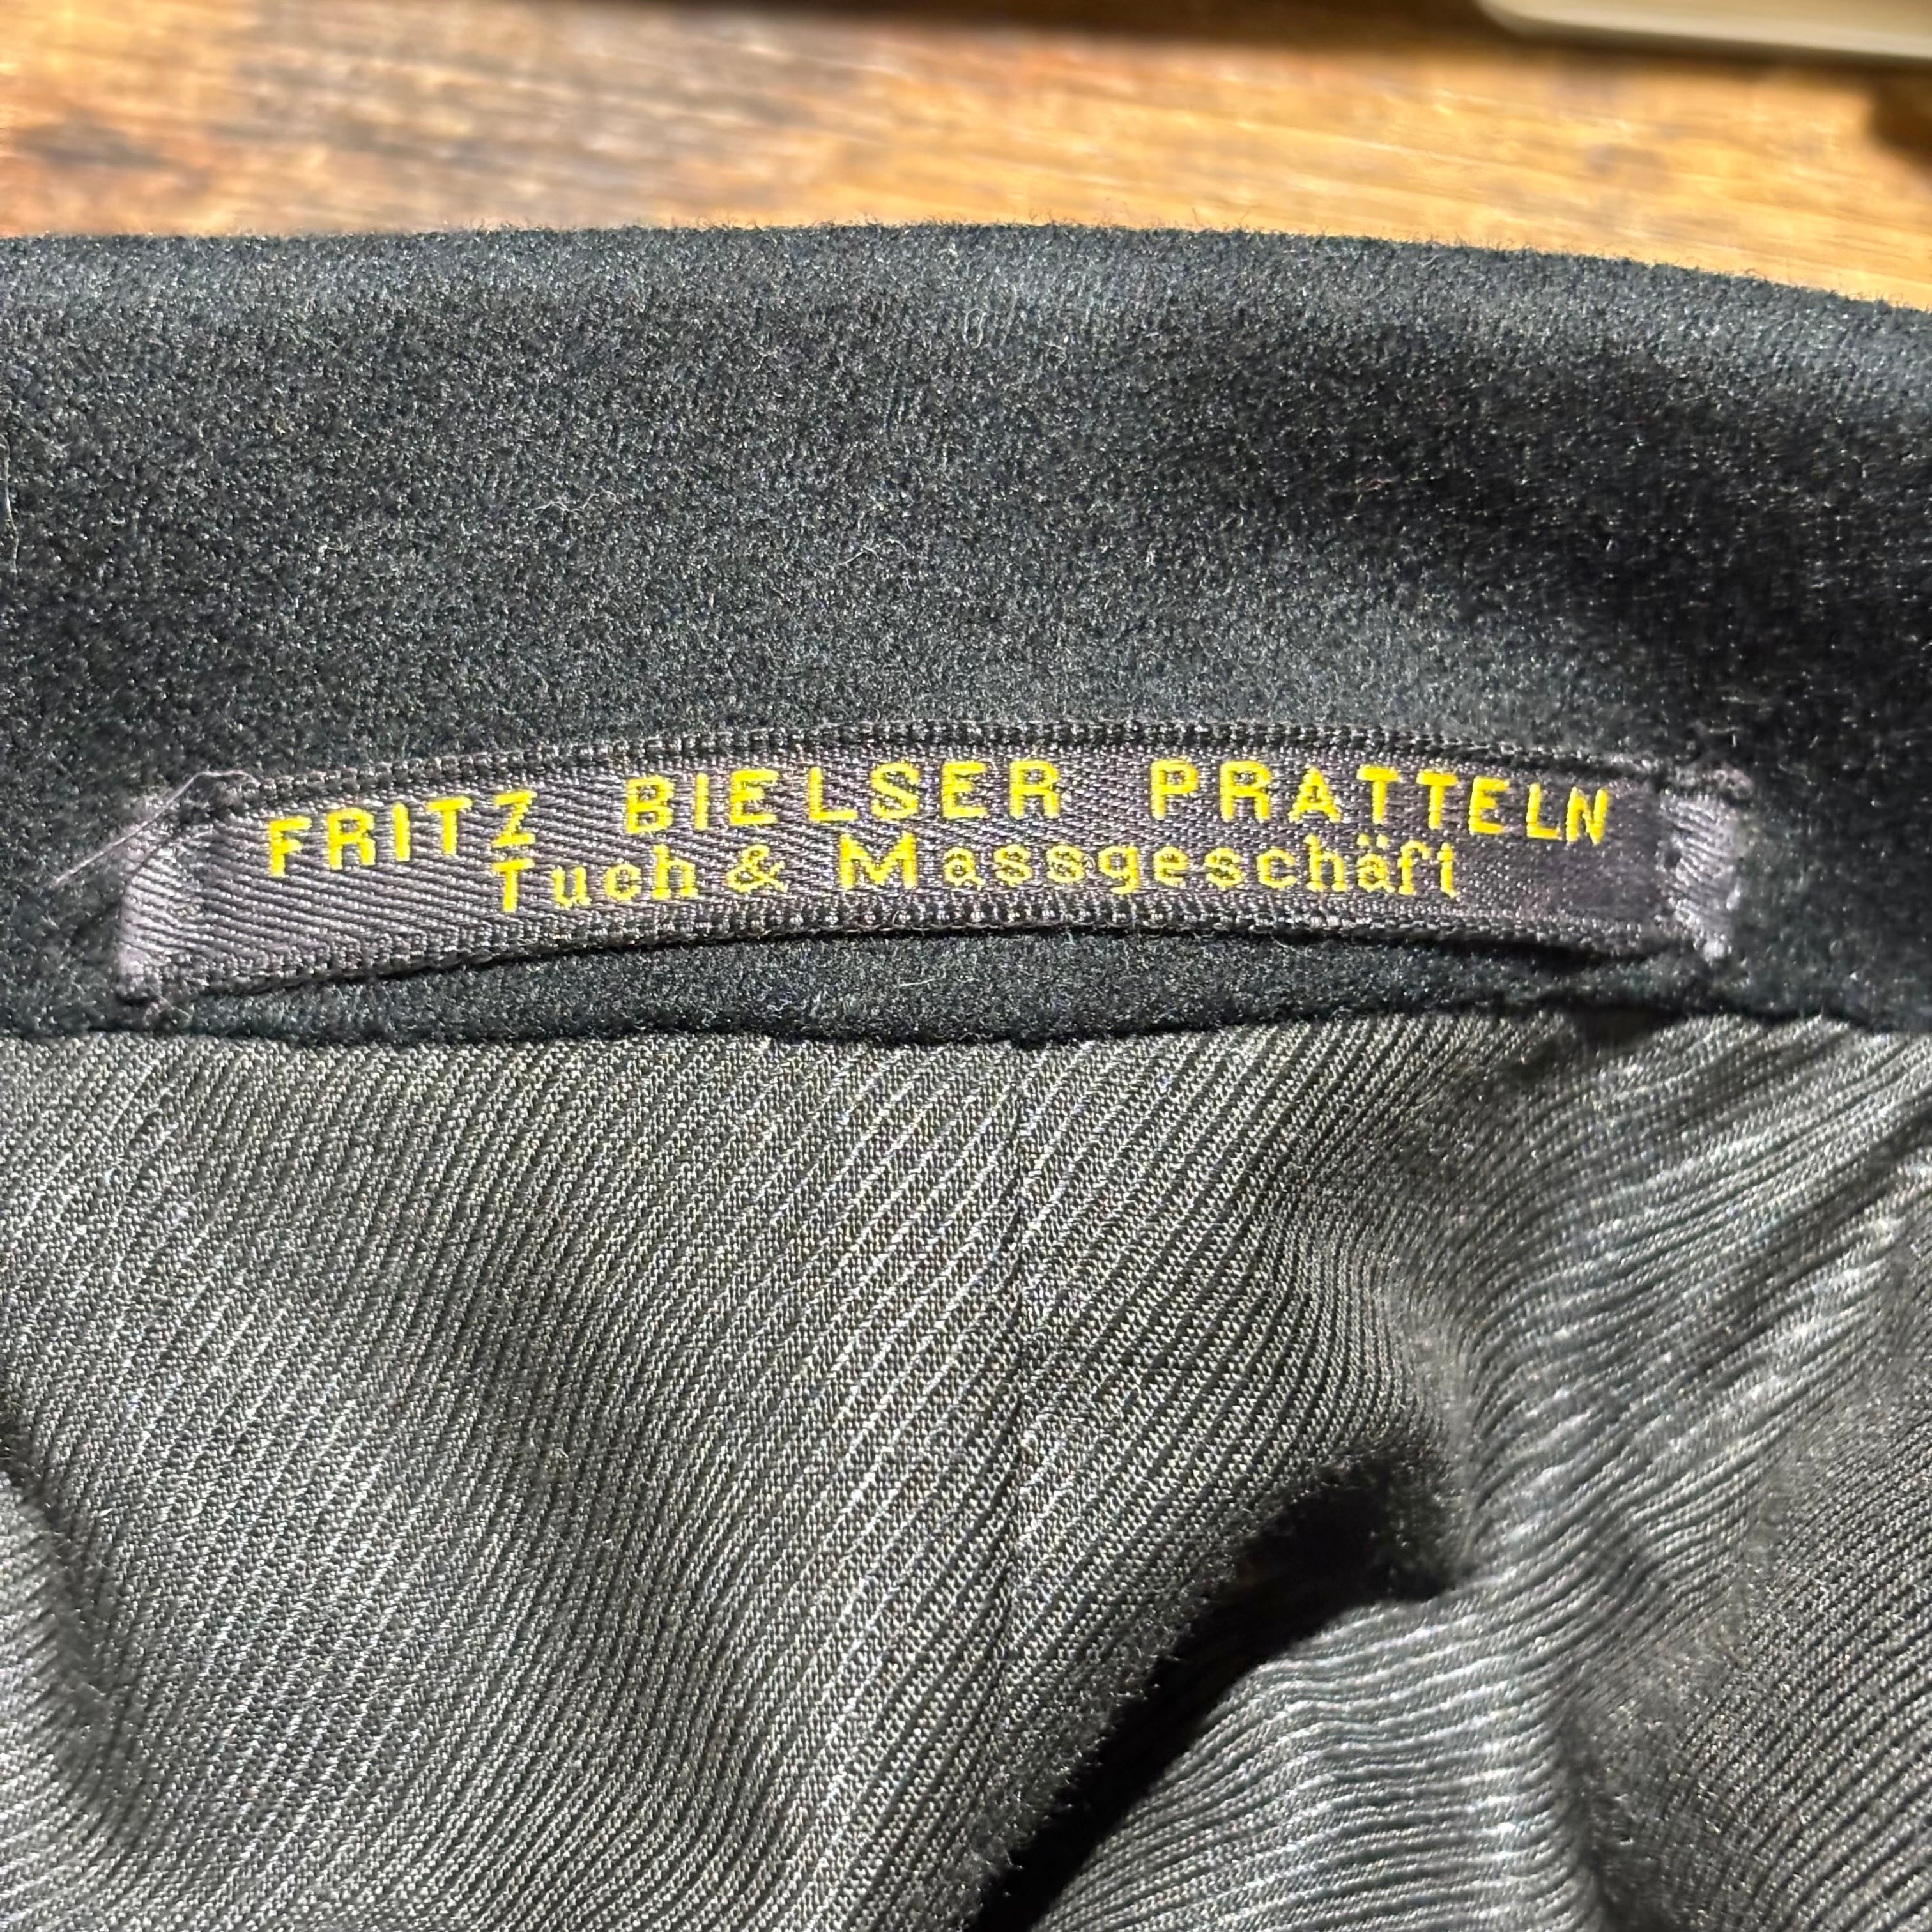 FRITZ BIELSER PRATTELN
Tuch & Massgeschäft